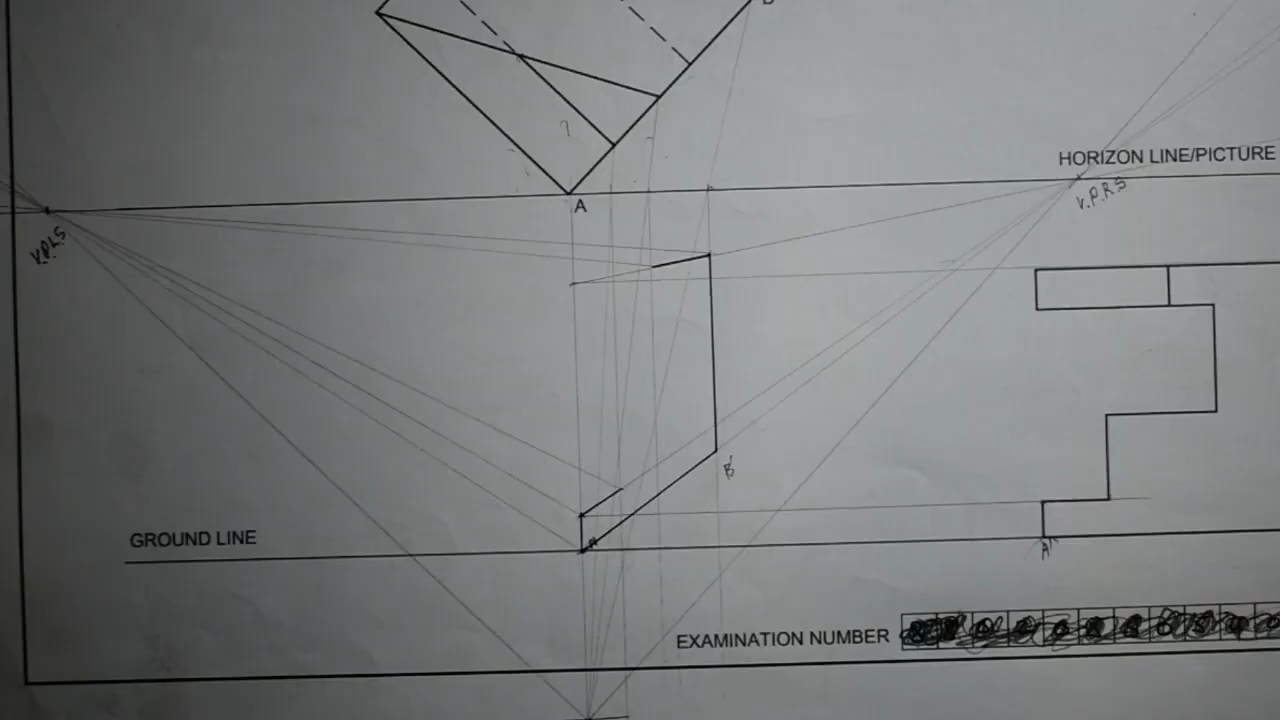 HORIZON LINE/PICTURE
V.P.R.S
A
V.P.L.S
B'
GROUND LINE
A'
EXAMINATION NUMBER